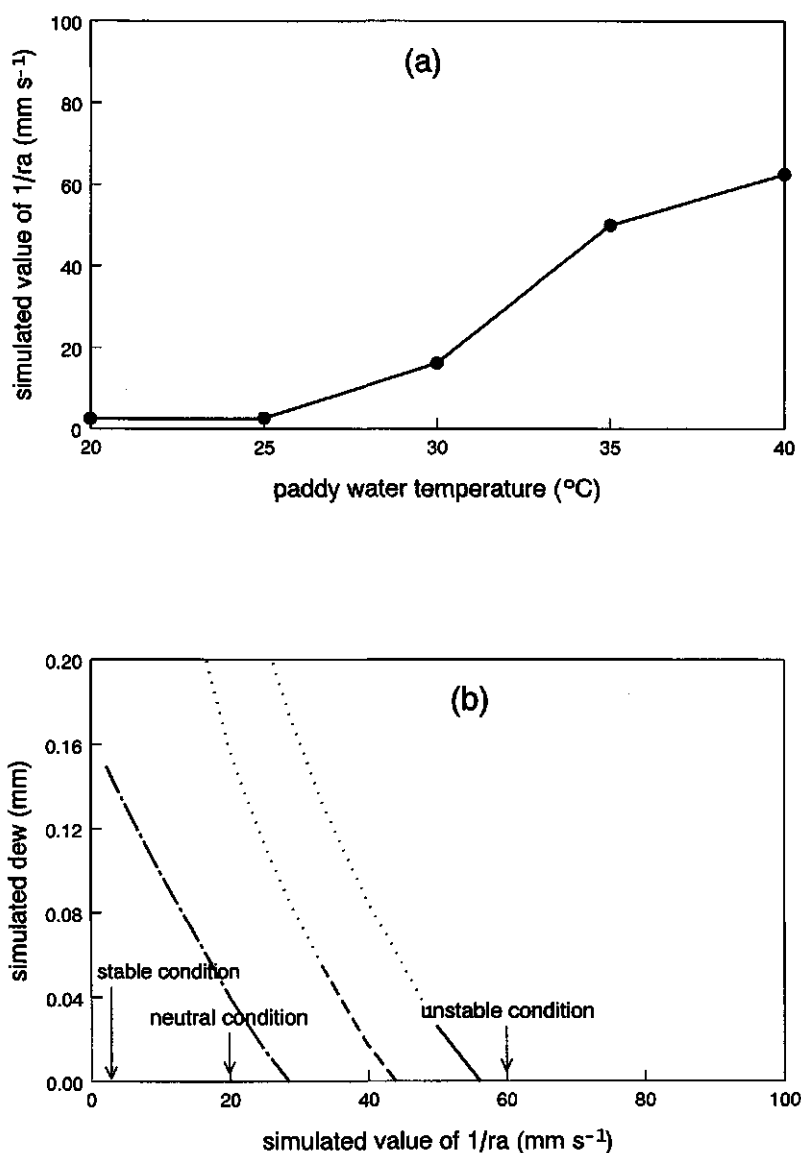 (a)
simulated value of 1/ra (mm s⁻¹)
100
80
60
40
20
0
20
25
30
35
40
paddy water temperature (°C)
(b)
simulated dew (mm)
0.20
0.16
0.12
0.08
0.04
0.00
stable condition
neutral condition
unstable condition
0
20
40
60
80
100
simulated value of 1/ra (mm s⁻¹)